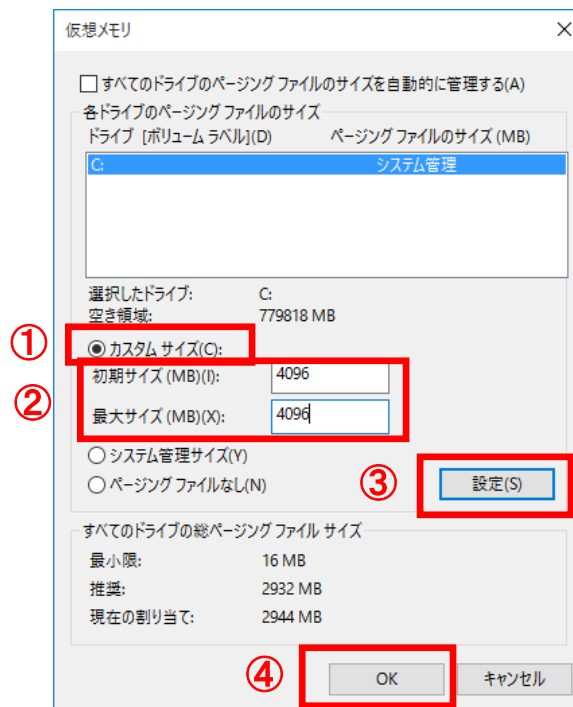 仮想メモリ
すべてのドライブのページング ファイルのサイズを自動的に管理する(A)
各ドライブのページング ファイルのサイズ
ドライブ [ボリューム ラベル](D) ページング ファイルのサイズ (MB)
C: システム管理
選択したドライブ: C:
空き領域: 779818 MB
① カスタム サイズ(C):
初期サイズ (MB)(I): 4096
②
最大サイズ (MB)(X): 4096
システム管理サイズ(Y)
ページング ファイルなし(N) ③ 設定(S)
すべてのドライブの総ページング ファイル サイズ
最小限: 16 MB
推奨: 2932 MB
現在の割り当て: 2944 MB
④ OK キャンセル